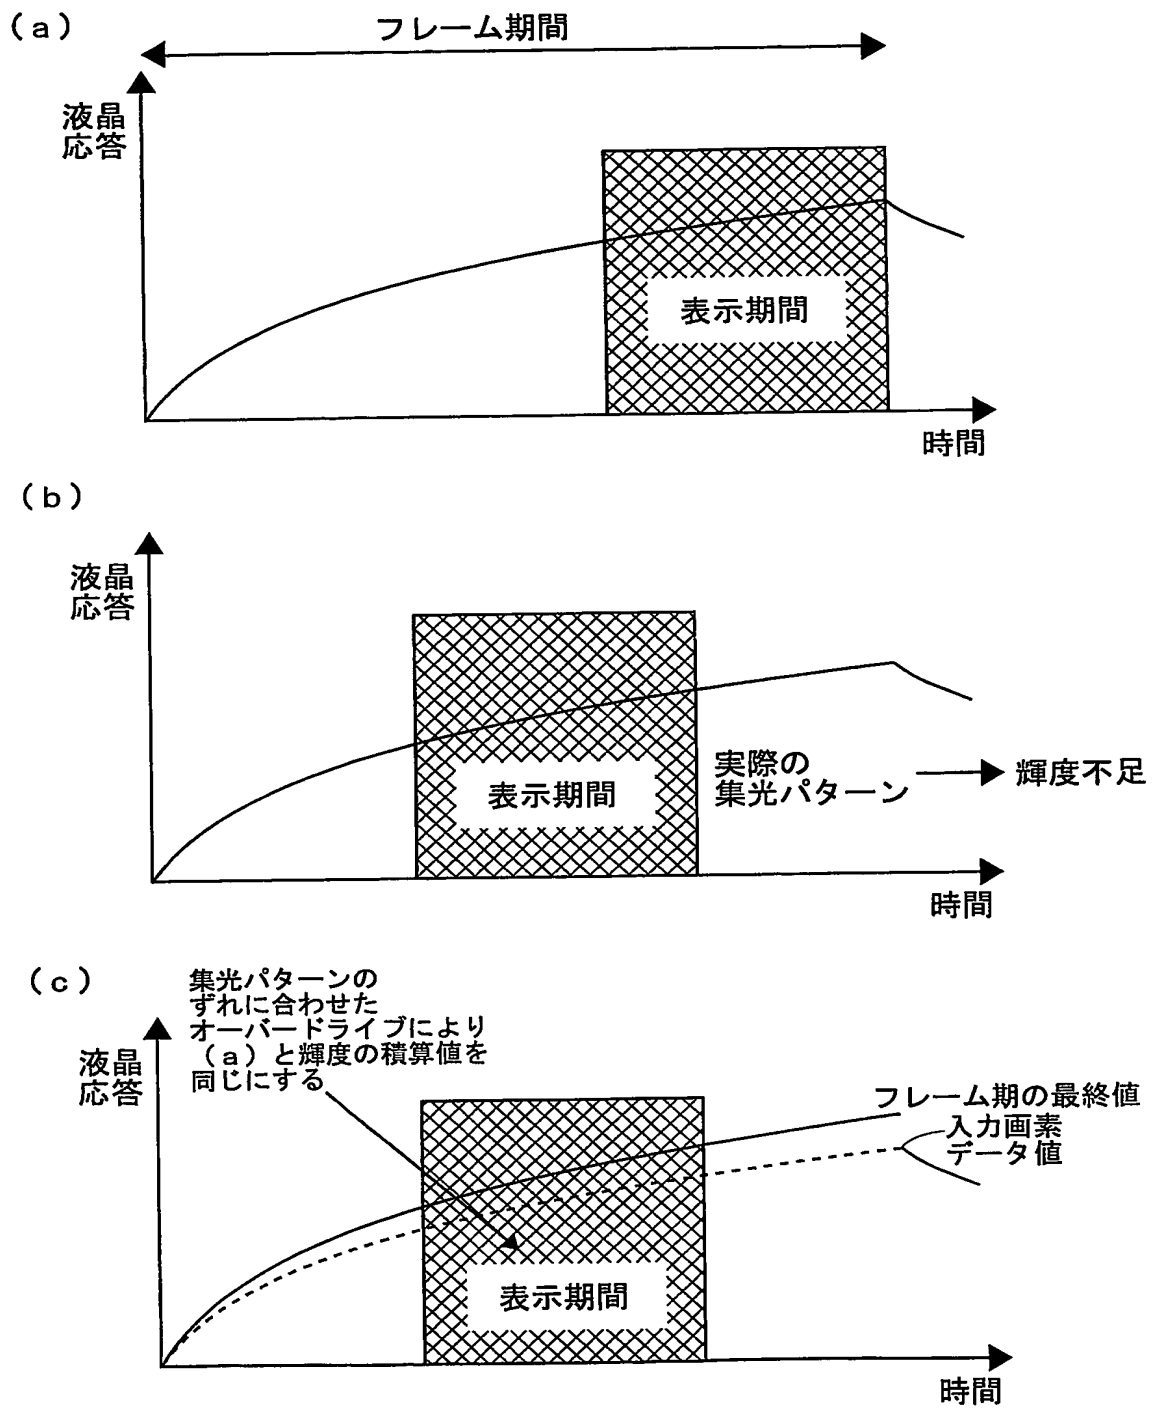 (a)
フレーム期間
液晶
応答
表示期間
時間
(b)
液晶
応答
表示期間
実際の
集光パターン
輝度不足
時間
(c)
集光パターンの
ずれに合わせた
オーバードライブにより
(a)と輝度の積算値を
同じにする
液晶
応答
フレーム期の最終値
入力画素
データ値
表示期間
時間